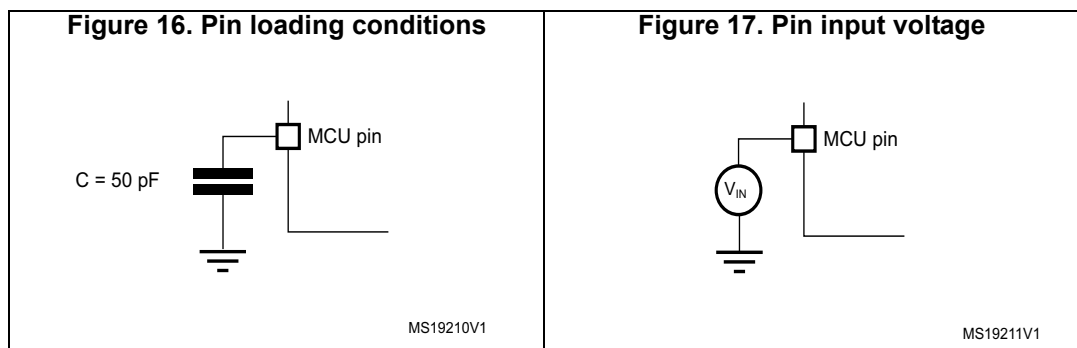 Figure 16. Pin loading conditions
MCU pin
C = 50 pF
MS19210V1
Figure 17. Pin input voltage
MCU pin
VIN
MS19211V1